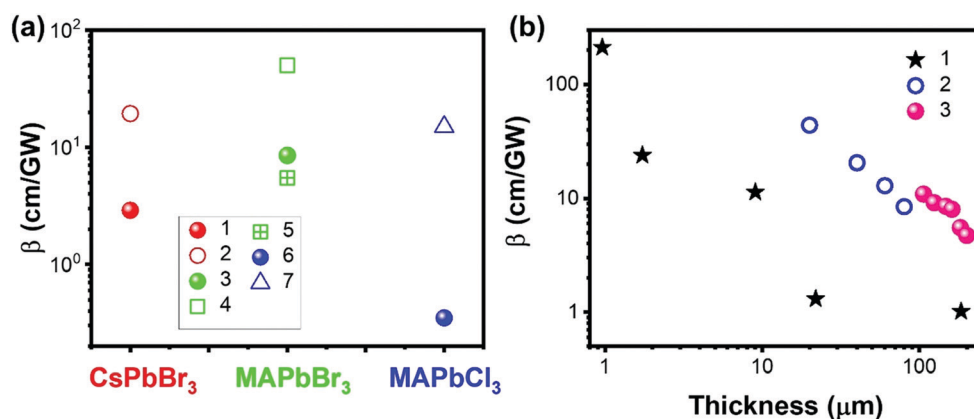 (a)
β (cm/GW)
10²
10¹
10⁰
1
2
3
4
5
6
7
CsPbBr₃
MAPbBr₃
MAPbCl₃
(b)
β (cm/GW)
100
10
1
1
2
3
1
10
100
Thickness (μm)